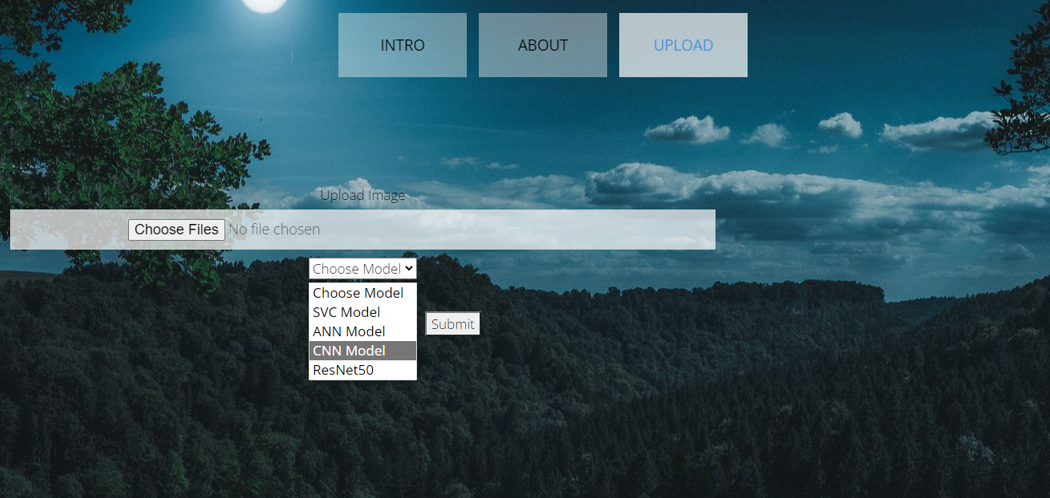 INTRO ABOUT UPLOAD
Upload Image
Choose Files No file chosen
Choose Model
Choose Model
SVC Model
ANN Model
Submit
CNN Model
ResNet50